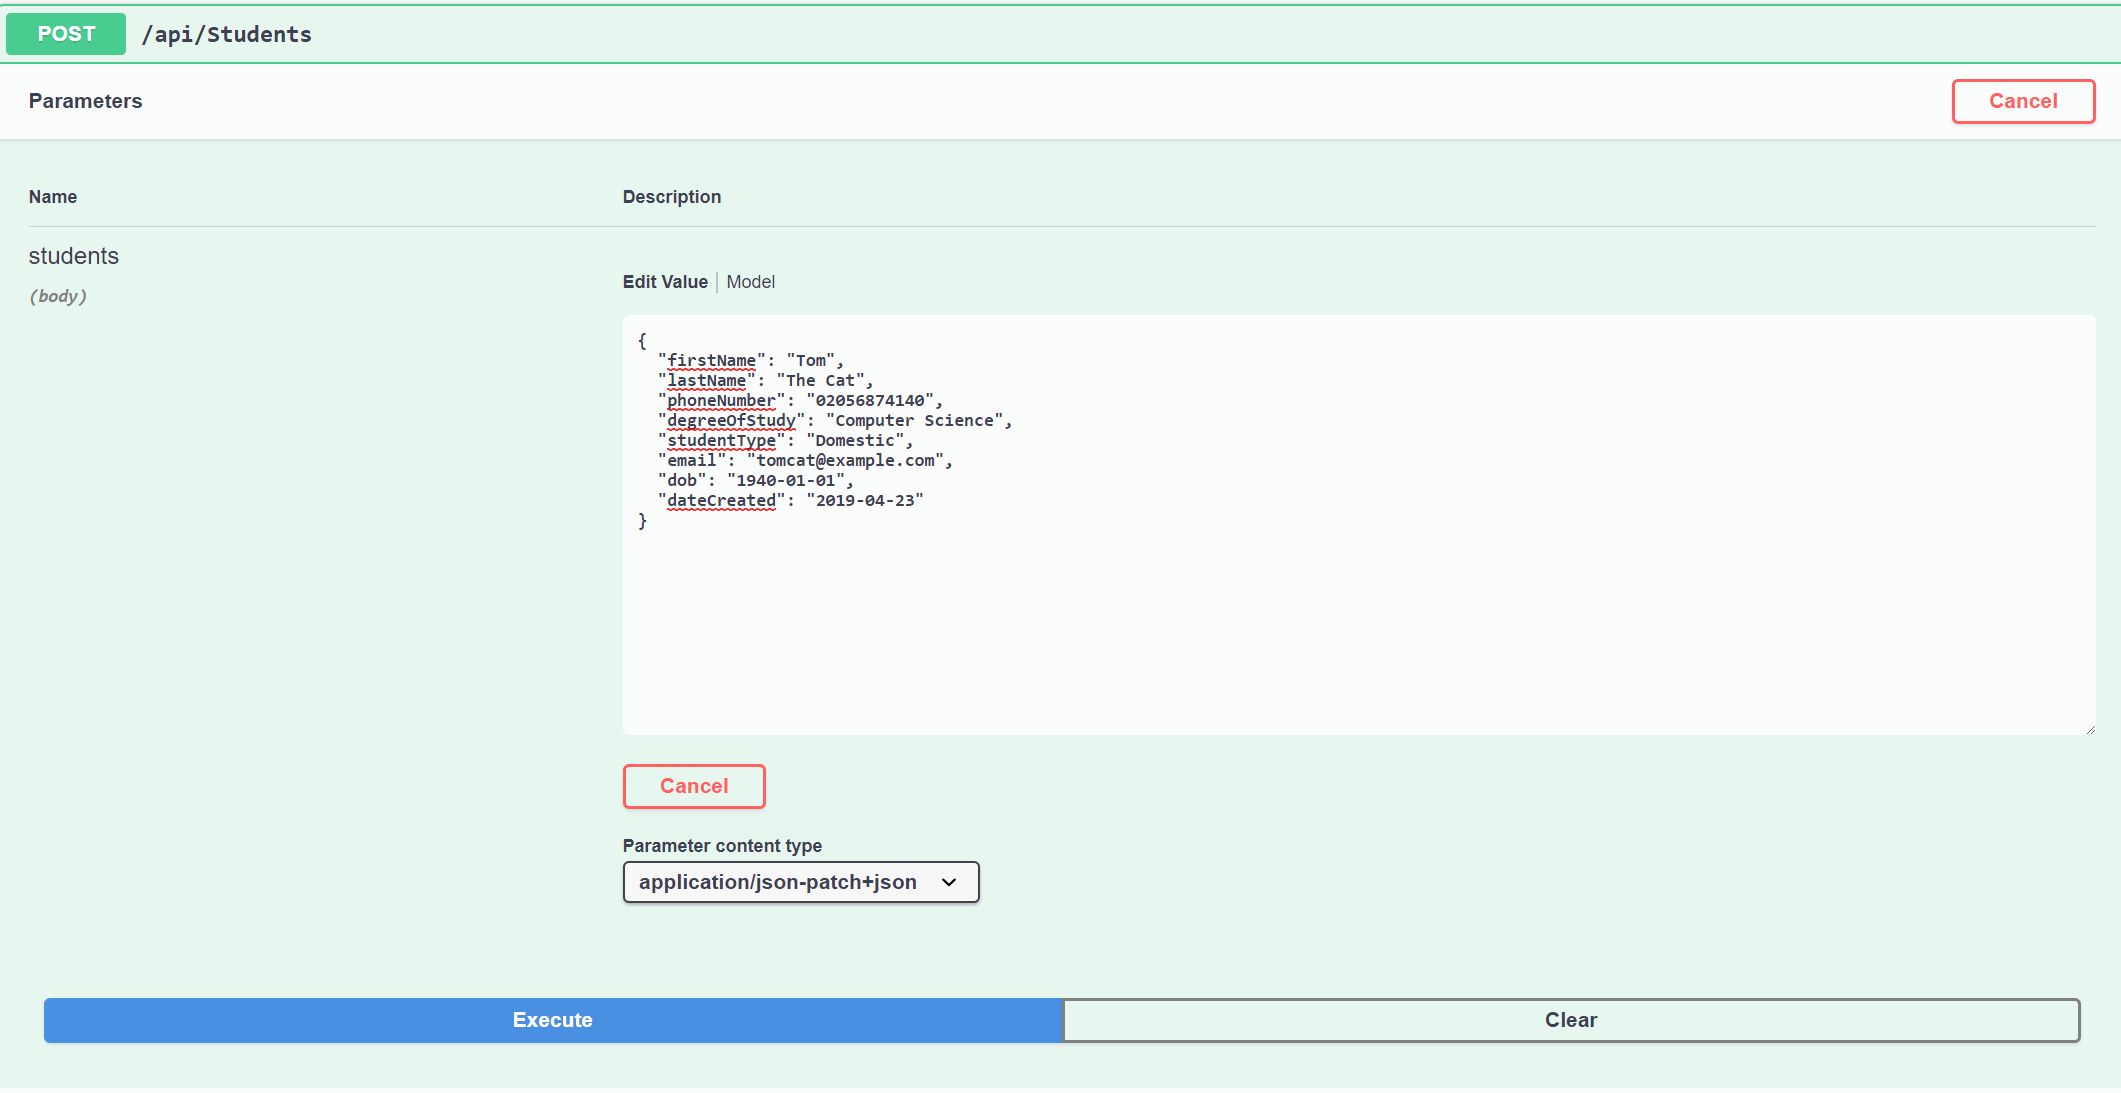 POST /api/Students
Parameters
Cancel
Name Description
students
(body)
Edit Value | Model
{
  "firstName": "Tom",
  "lastName": "The Cat",
  "phoneNumber": "02056874140",
  "degreeOfStudy": "Computer Science",
  "studentType": "Domestic",
  "email": "tomcat@example.com",
  "dob": "1940-01-01",
  "dateCreated": "2019-04-23"
}
Cancel
Parameter content type
application/json-patch+json
Execute Clear